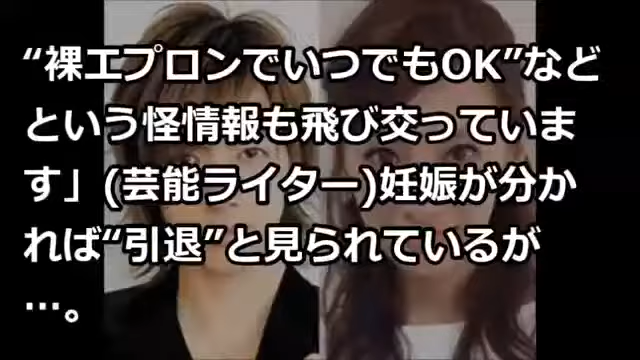 “裸エプロンでいつでもOK”など
という怪情報も飛び交っていま
す」(芸能ライター)妊娠が分か
れば“引退”と見られているが
…。